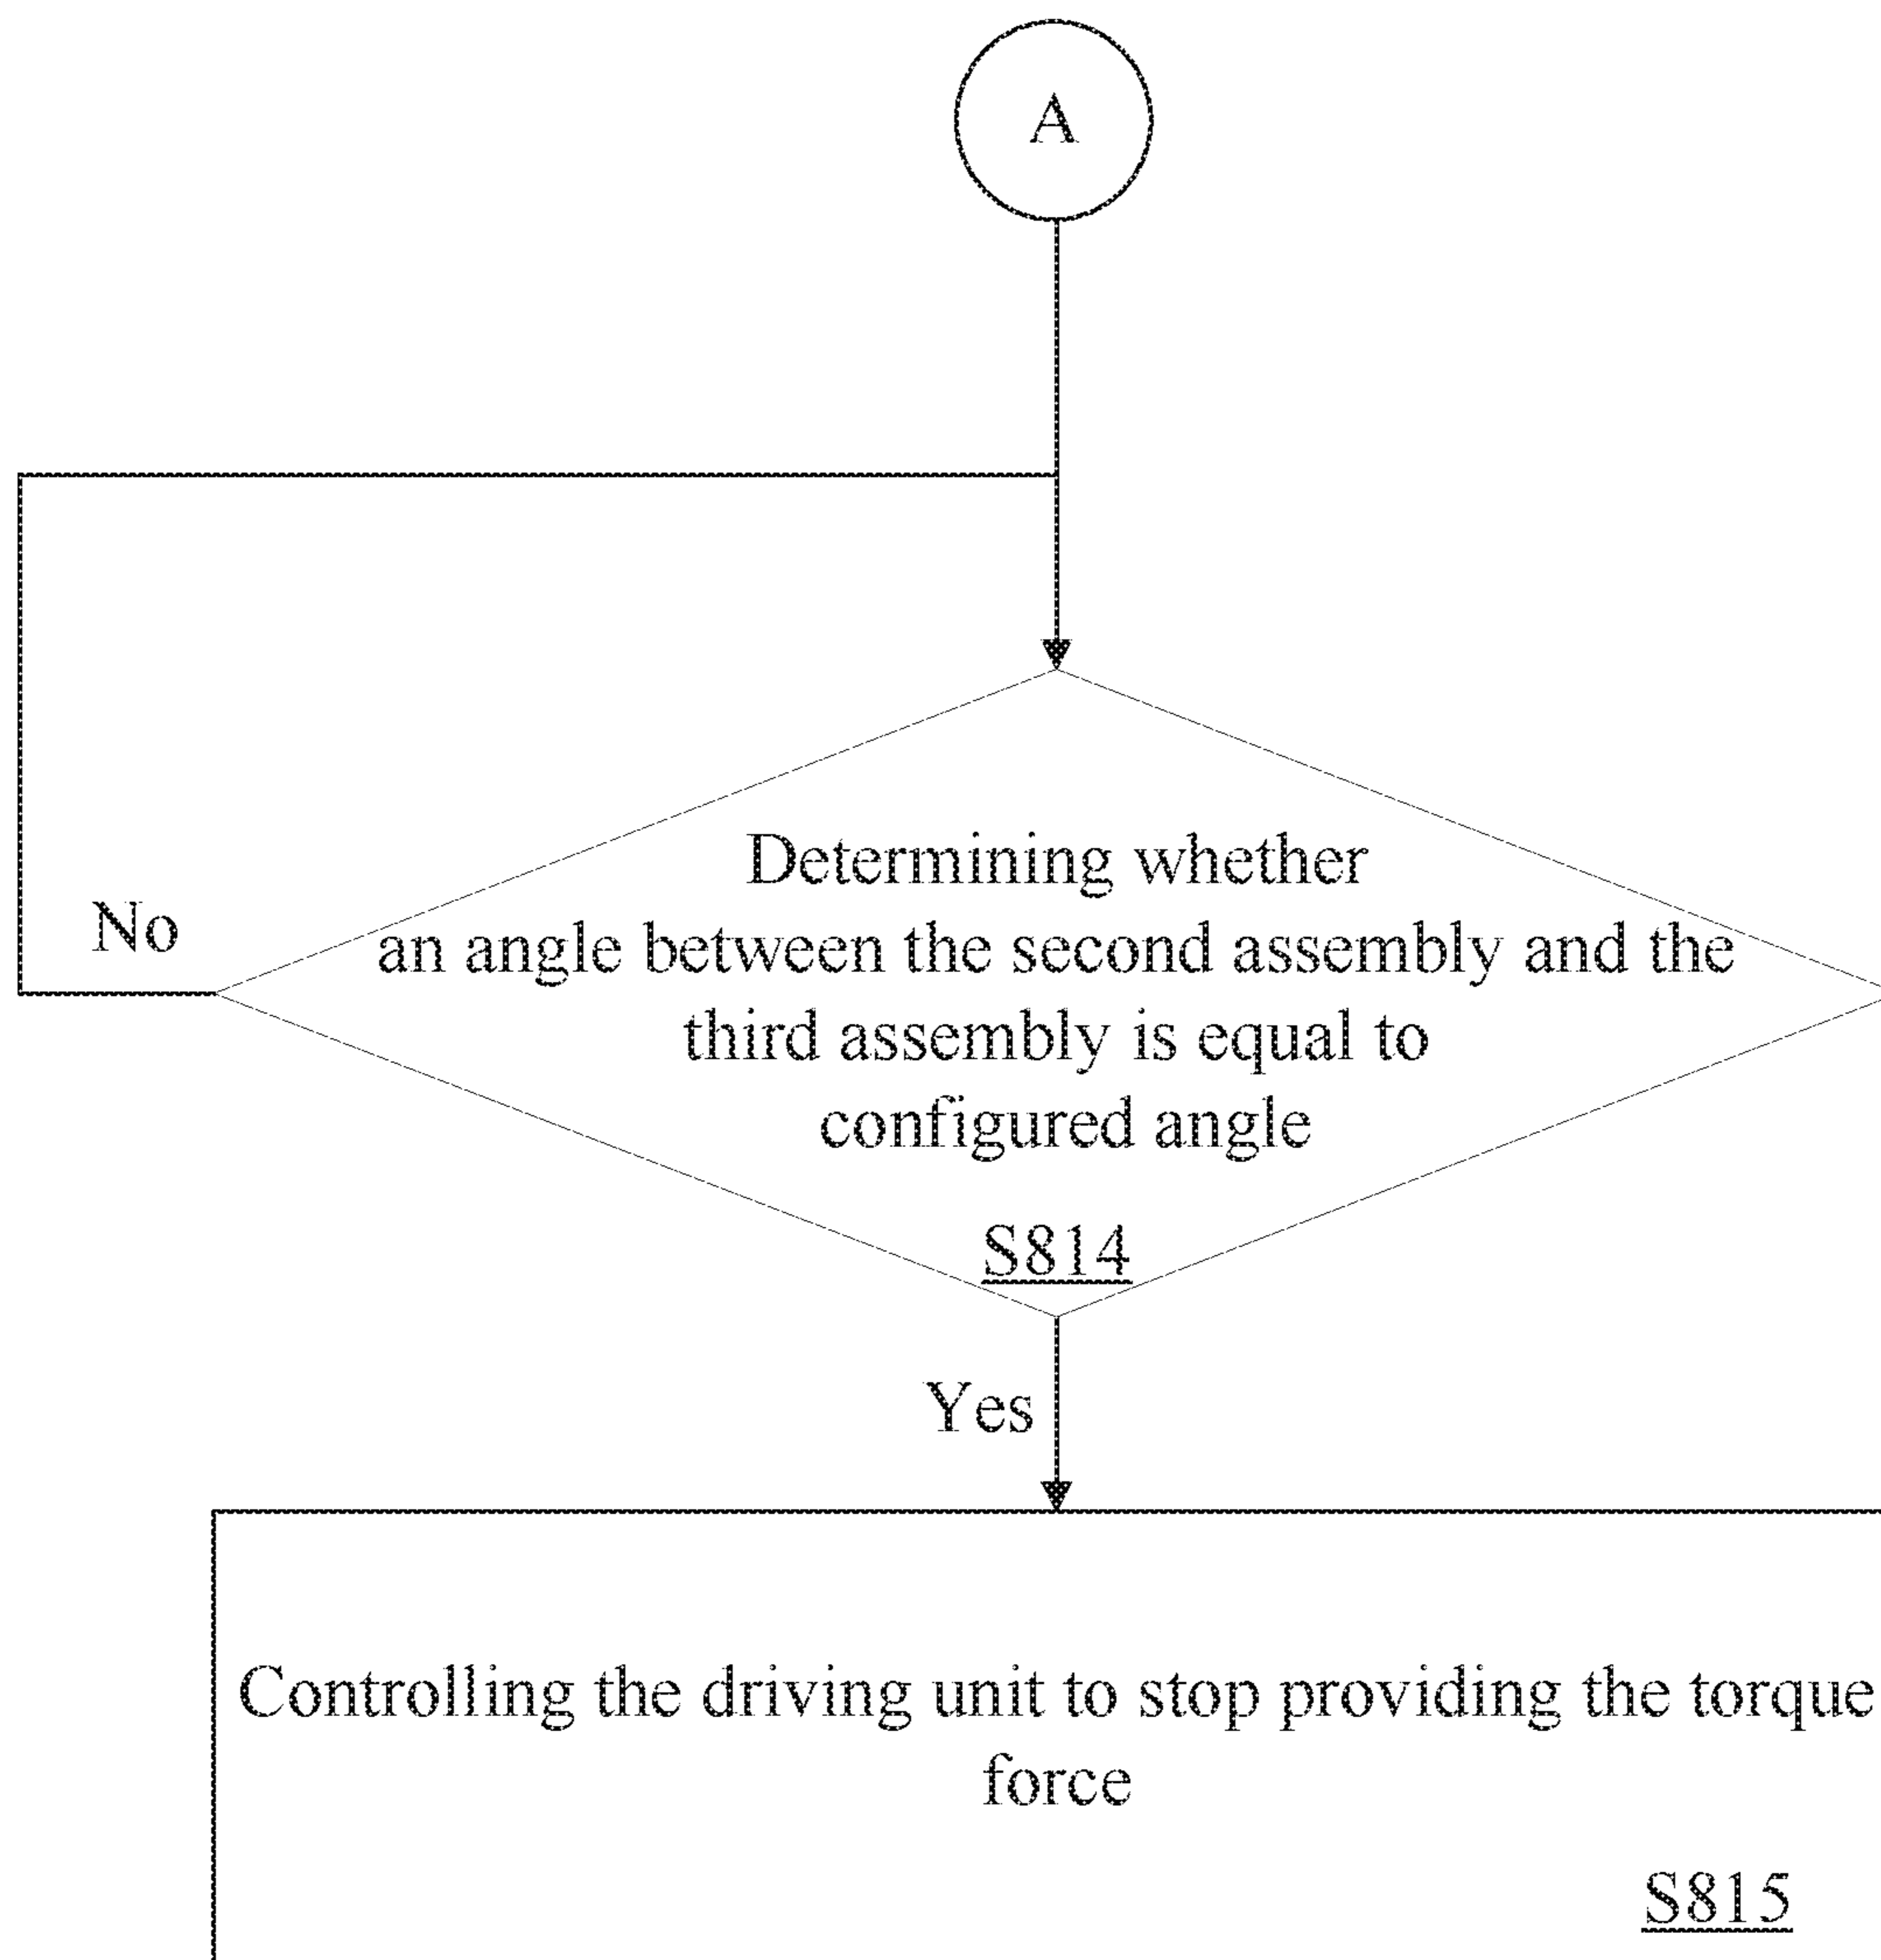 A
Determining whether
No
an angle between the second assembly and the
third assembly is equal to
configured angle
S814
Yes
Controlling the driving unit to stop providing the torque
force
S815